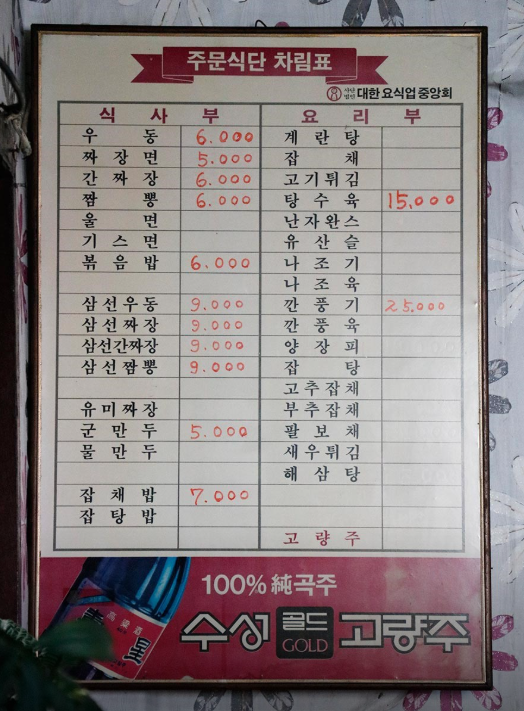 주문식단 차림표
사단법인 대한요식업중앙회
식사부 요리부
우동 6.000 계란탕
짜장면 5.000 잡채
간짜장 6.000 고기튀김
짬뽕 6.000 탕수육 15.000
울면 난자완스
기스면 유산슬
볶음밥 6.000 나조기
나조육
삼선우동 9.000 깐풍기 25.000
삼선짜장 9.000 깐풍육
삼선간짜장 9.000 양장피
삼선짬뽕 9.000 잡탕
고추잡채
유미짜장 부추잡채
군만두 5.000 팔보채
물만두 새우튀김
해삼탕
잡채밥 7.000
잡탕밥
고량주
100% 純곡주
수성 골드 GOLD 고량주